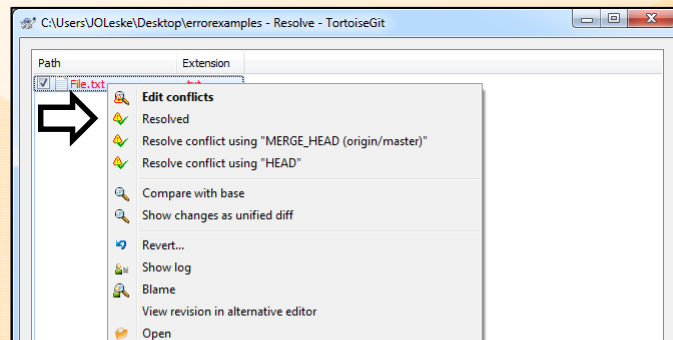 C:\Users\JOLeske\Desktop\errorexamples - Resolve - TortoiseGit
Path Extension
File.txt .txt
Edit conflicts
Resolved
Resolve conflict using "MERGE_HEAD (origin/master)"
Resolve conflict using "HEAD"
Compare with base
Show changes as unified diff
Revert...
Show log
Blame
View revision in alternative editor
Open